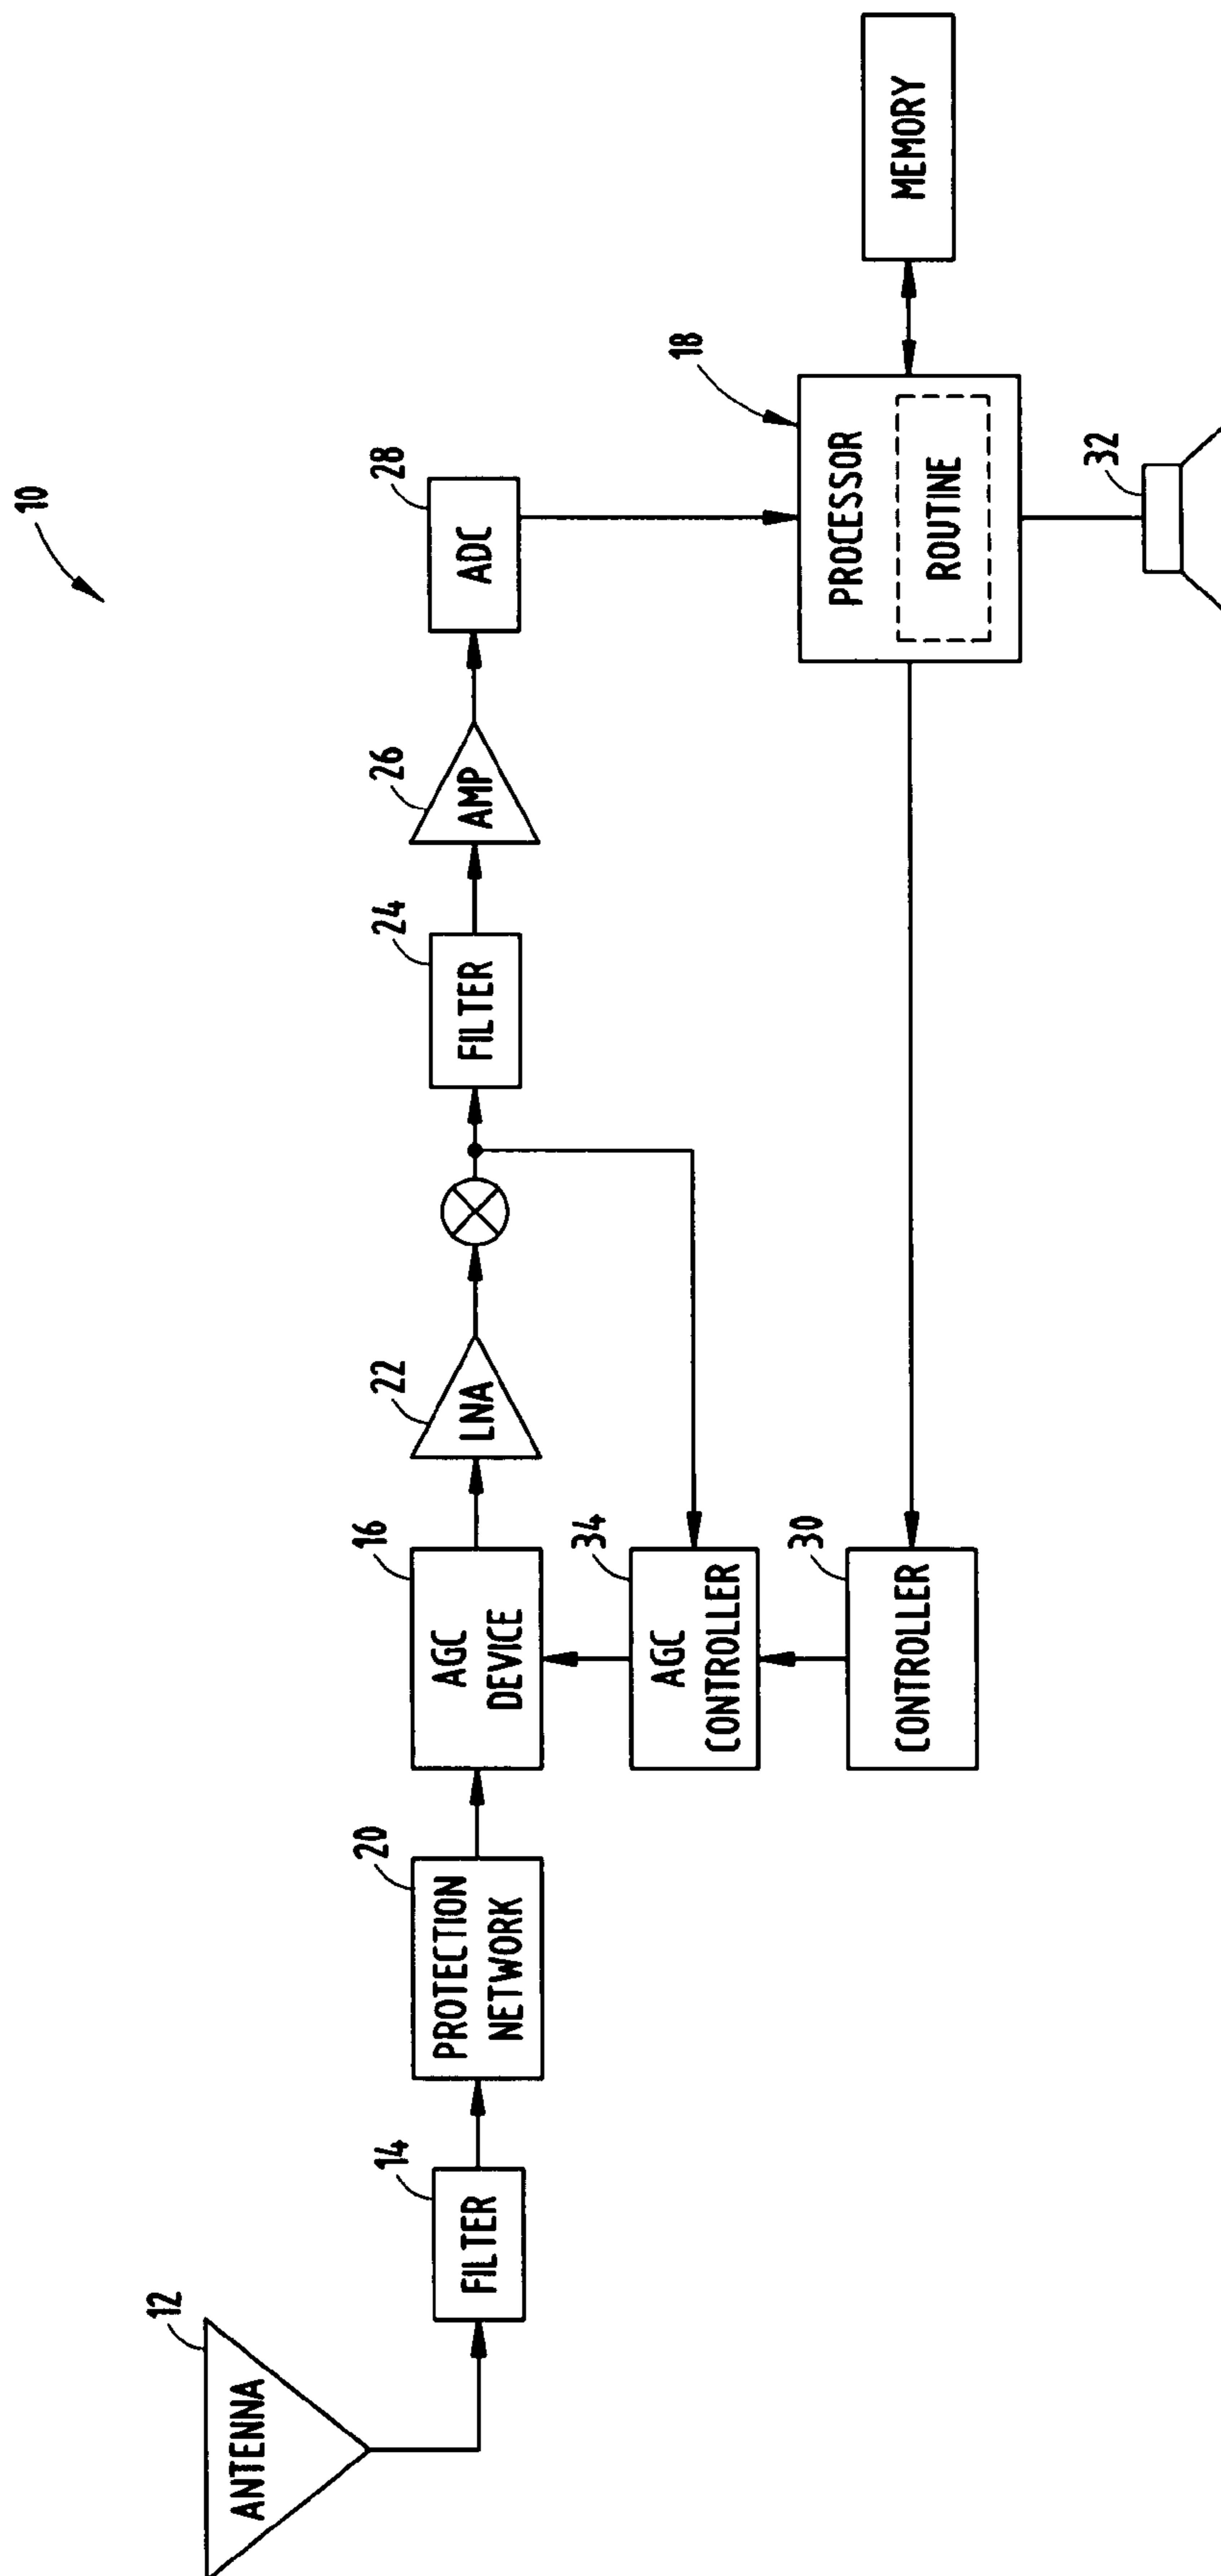 10
12
ANTENNA
14
FILTER
20
PROTECTION
NETWORK
16
AGC
DEVICE
22
LNA
24
FILTER
26
AMP
28
ADC
34
AGC
CONTROLLER
30
CONTROLLER
18
PROCESSOR
ROUTINE
MEMORY
32